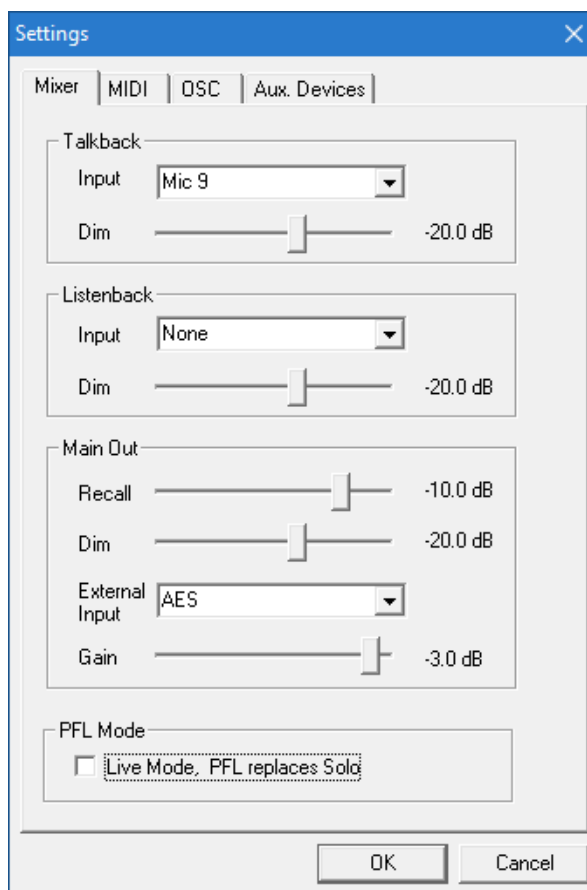 Settings
Mixer MIDI OSC Aux. Devices
Talkback
Input Mic 9
Dim -20.0 dB
Listenback
Input None
Dim -20.0 dB
Main Out
Recall -10.0 dB
Dim -20.0 dB
External
Input AES
Gain -3.0 dB
PFL Mode
Live Mode, PFL replaces Solo
OK Cancel